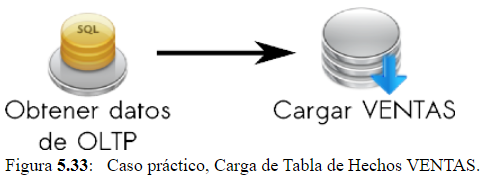 SQL
Obtener datos
de OLTP
Cargar VENTAS
Figura 5.33: Caso práctico, Carga de Tabla de Hechos VENTAS.